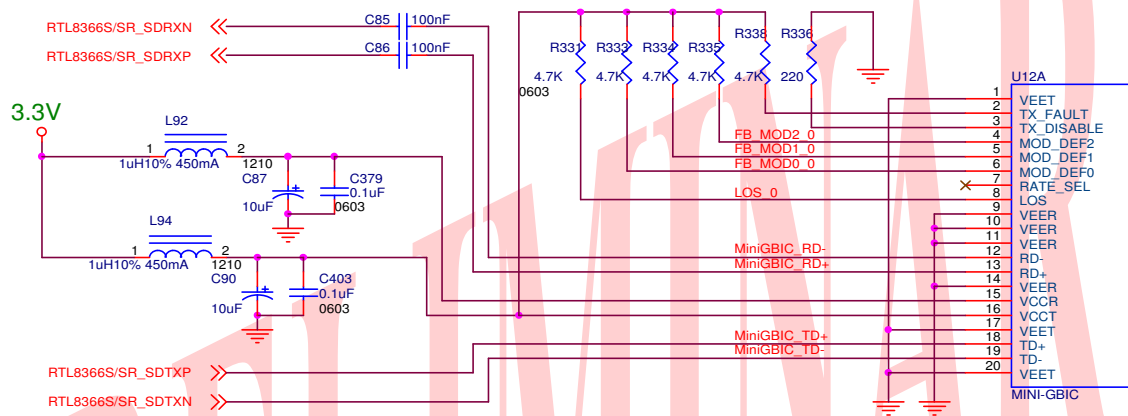 RTL8366S/SR_SDRXN
C85
100nF
RTL8366S/SR_SDRXP
C86
100nF
R331
R333
R334
R335
R338
R336
4.7K
4.7K
4.7K
4.7K
4.7K
220
0603
3.3V
L92
1
2
1uH10% 450mA
1210
C87
10uF
C379
0.1uF
0603
L94
1
2
1uH10% 450mA
1210
C90
10uF
C403
0.1uF
0603
FB_MOD2_0
FB_MOD1_0
FB_MOD0_0
LOS_0
MiniGBIC_RD-
MiniGBIC_RD+
MiniGBIC_TD+
MiniGBIC_TD-
RTL8366S/SR_SDTXP
RTL8366S/SR_SDTXN
U12A
1 VEET
2 TX_FAULT
3 TX_DISABLE
4 MOD_DEF2
5 MOD_DEF1
6 MOD_DEF0
7 RATE_SEL
8 LOS
9 VEER
10 VEER
11 VEER
12 RD-
13 RD+
14 VEER
15 VCCR
16 VCCT
17 VEET
18 TD+
19 TD-
20 VEET
MINI-GBIC